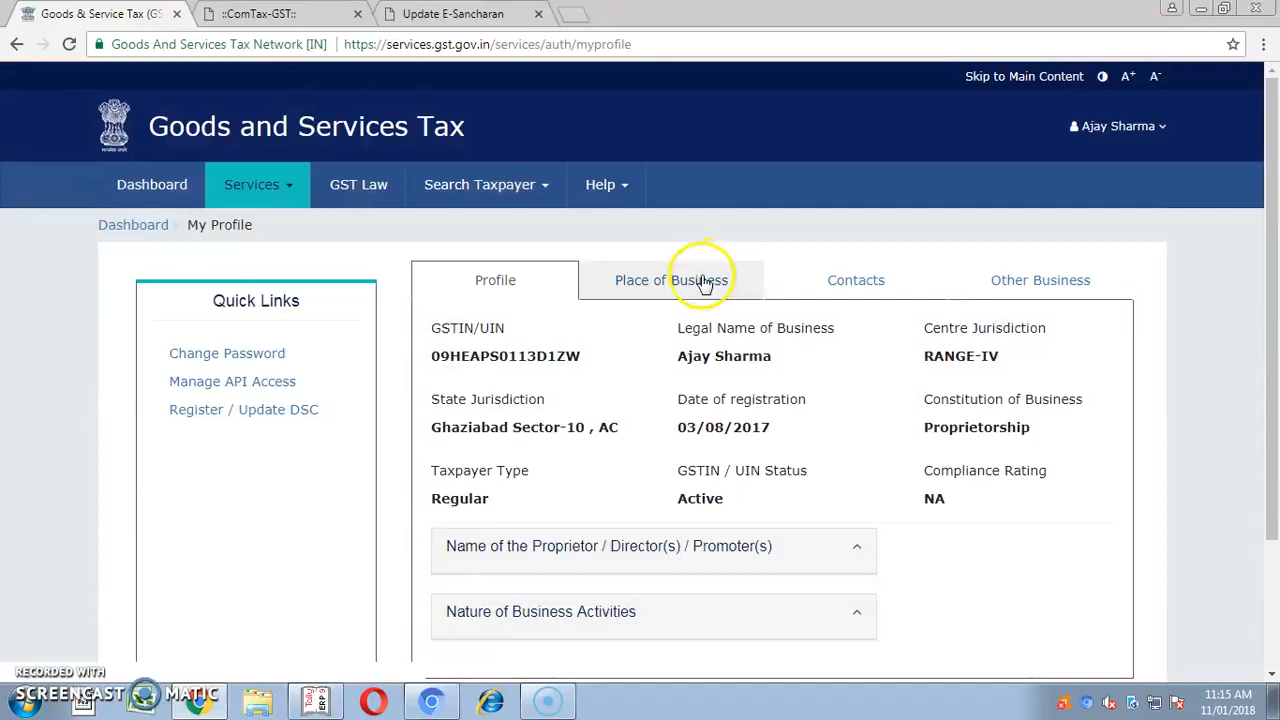 Goods & Services Tax (GS
::ComTax-GST::
Update E-Sancharan
Goods And Services Tax Network [IN] https://services.gst.gov.in/services/auth/myprofile
Skip to Main Content A+ A-
Goods and Services Tax
Ajay Sharma
Dashboard Services GST Law Search Taxpayer Help
Dashboard My Profile
Quick Links
Change Password
Manage API Access
Register / Update DSC
Profile Place of Business Contacts Other Business
GSTIN/UIN Legal Name of Business Centre Jurisdiction
09HEAPS0113D1ZW Ajay Sharma RANGE-IV
State Jurisdiction Date of registration Constitution of Business
Ghaziabad Sector-10 , AC 03/08/2017 Proprietorship
Taxpayer Type GSTIN / UIN Status Compliance Rating
Regular Active NA
Name of the Proprietor / Director(s) / Promoter(s)
Nature of Business Activities
RECORDED WITH
SCREENCAST MATIC
11:15 AM
11/01/2018